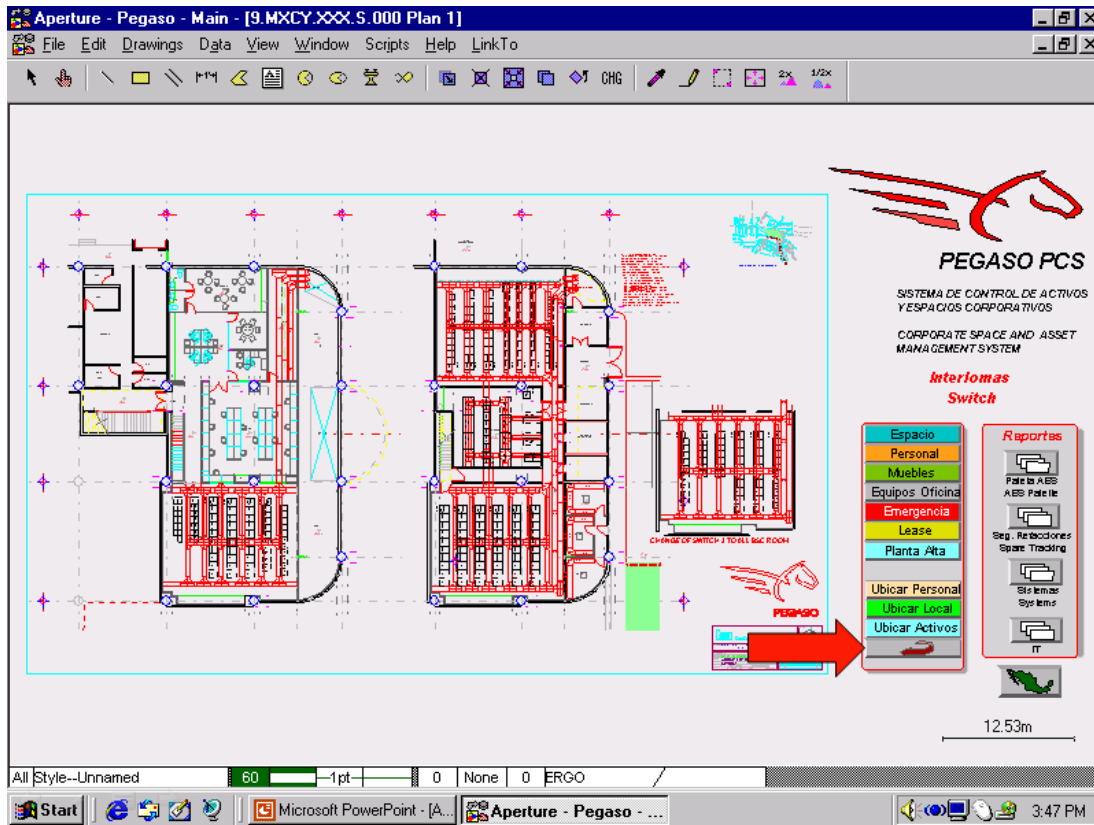 Aperture - Pegaso - Main - [9.MXCY.XXX.S.000 Plan 1]
File Edit Drawings Data View Window Scripts Help LinkTo
CHG 2x 1/2x
PEGASO PCS
SISTEMA DE CONTROL DE ACTIVOS
Y ESPACIOS CORPORATIVOS
CORPORATE SPACE AND ASSET
MANAGEMENT SYSTEM
Interlomas
Switch
Espacio
Personal
Muebles
Equipos Oficina
Emergencia
Lease
Planta Alta
Ubicar Personal
Ubicar Local
Ubicar Activos
Reportes
Paleta AES
AES Palette
Seg. Refacciones
Spare Tracking
Sistemas
Systems
IT
PEGASO
12.53m
All Style--Unnamed 60 1pt 0 None 0 ERGO
Start Microsoft PowerPoint - [A... Aperture - Pegaso - ... 3:47 PM